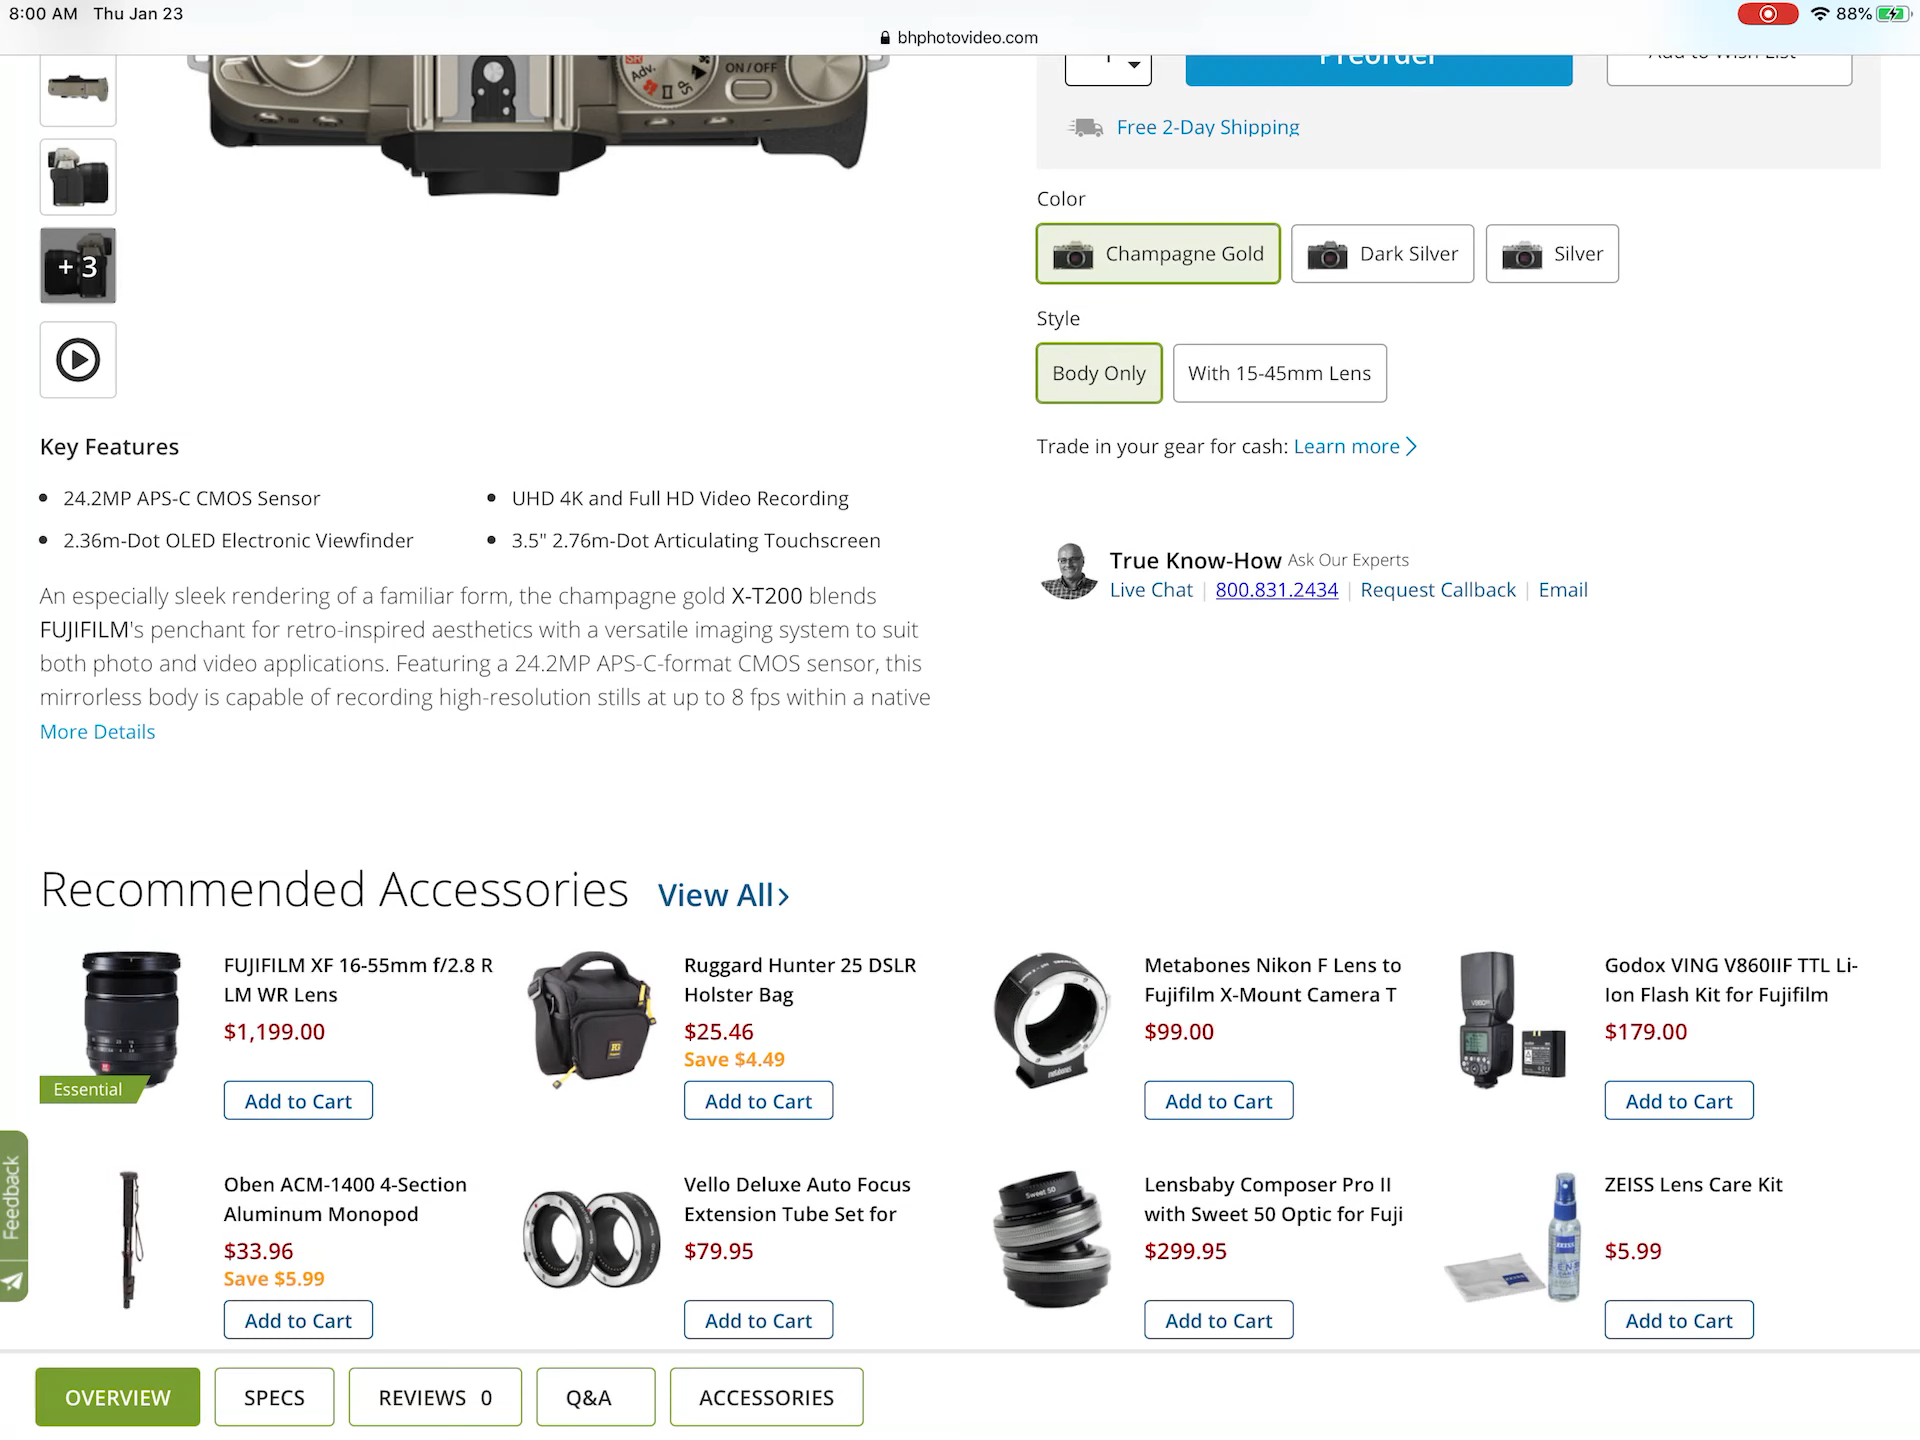 8:00 AM Thu Jan 23
88%
bhphotovideo.com
Adv.
SP
ON/OFF
1
Preorder
Add to Wish List
Free 2-Day Shipping
Color
Champagne Gold
Dark Silver
Silver
+ 3
Style
Body Only
With 15-45mm Lens
Key Features
Trade in your gear for cash: Learn more
24.2MP APS-C CMOS Sensor
UHD 4K and Full HD Video Recording
2.36m-Dot OLED Electronic Viewfinder
3.5" 2.76m-Dot Articulating Touchscreen
True Know-How Ask Our Experts
Live Chat | 800.831.2434 | Request Callback | Email
An especially sleek rendering of a familiar form, the champagne gold X-T200 blends
FUJIFILM's penchant for retro-inspired aesthetics with a versatile imaging system to suit
both photo and video applications. Featuring a 24.2MP APS-C-format CMOS sensor, this
mirrorless body is capable of recording high-resolution stills at up to 8 fps within a native
More Details
Recommended Accessories View All
FUJIFILM XF 16-55mm f/2.8 R
LM WR Lens
$1,199.00
Essential
Add to Cart
Ruggard Hunter 25 DSLR
Holster Bag
$25.46
Save $4.49
Add to Cart
Metabones Nikon F Lens to
Fujifilm X-Mount Camera T
$99.00
metabones
Add to Cart
Godox VING V860IIF TTL Li-
Ion Flash Kit for Fujifilm
$179.00
Add to Cart
Feedback
Oben ACM-1400 4-Section
Aluminum Monopod
$33.96
Save $5.99
Add to Cart
Vello Deluxe Auto Focus
Extension Tube Set for
$79.95
Add to Cart
Sweet 50
Lensbaby Composer Pro II
with Sweet 50 Optic for Fuji
$299.95
Add to Cart
ZEISS
ZEISS Lens Care Kit
$5.99
Add to Cart
OVERVIEW
SPECS
REVIEWS 0
Q&A
ACCESSORIES